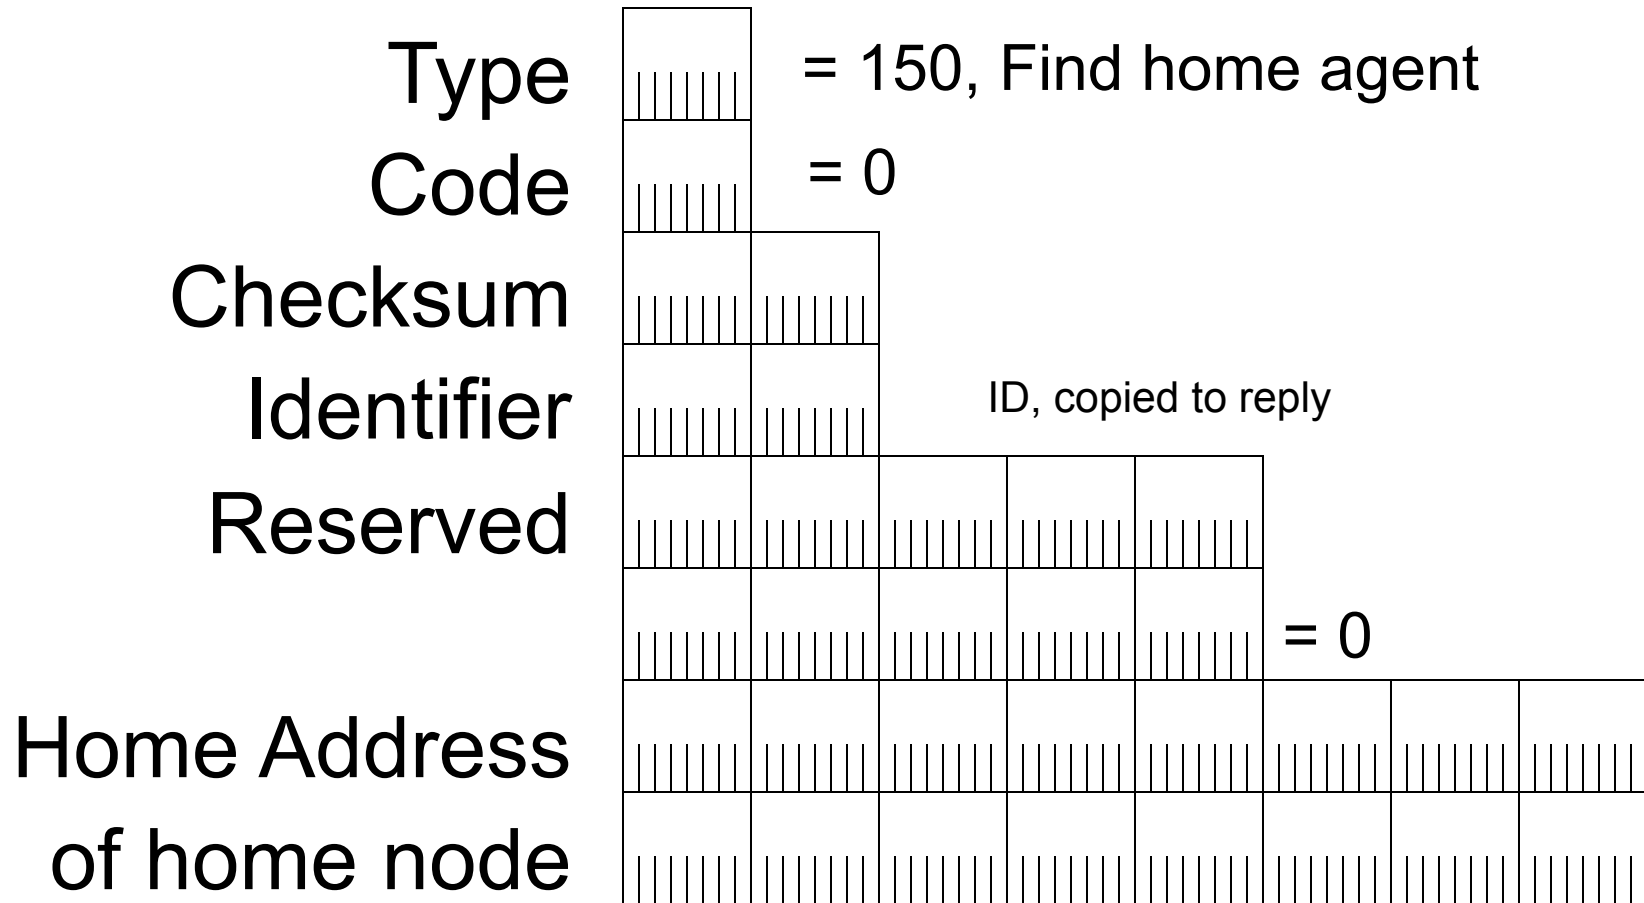 Type = 150, Find home agent
Code = 0
Checksum
Identifier ID, copied to reply
Reserved
= 0
Home Address
of home node